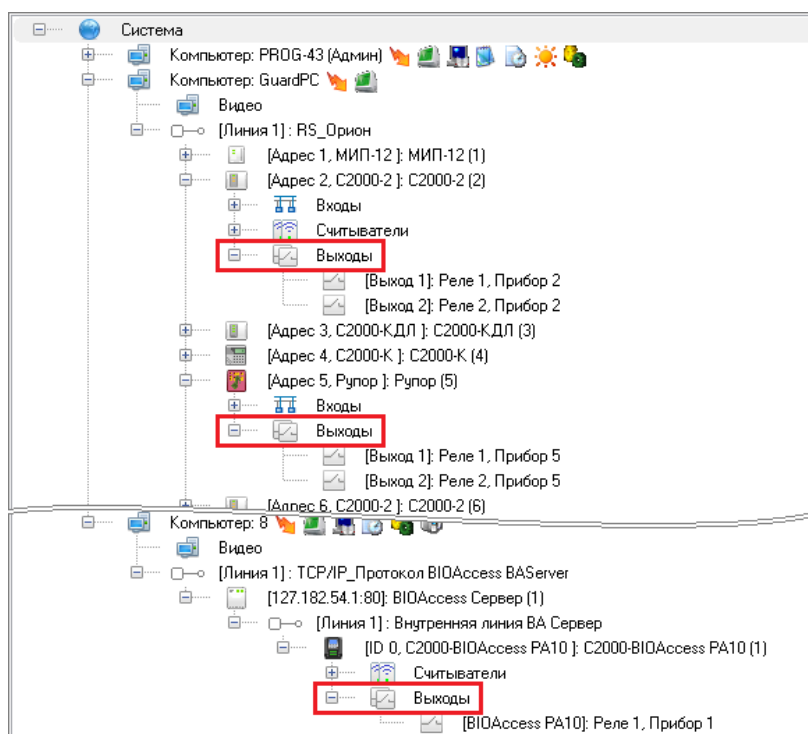 Система
Компьютер: PROG-43 (Админ)
Компьютер: GuardPC
Видео
[Линия 1] : RS_Орион
[Адрес 1, МИП-12 ]: МИП-12 (1)
[Адрес 2, С2000-2 ]: С2000-2 (2)
Входы
Считыватели
Выходы
[Выход 1]: Реле 1, Прибор 2
[Выход 2]: Реле 2, Прибор 2
[Адрес 3, С2000-КДЛ ]: С2000-КДЛ (3)
[Адрес 4, С2000-К ]: С2000-К (4)
[Адрес 5, Рупор ]: Рупор (5)
Входы
Выходы
[Выход 1]: Реле 1, Прибор 5
[Выход 2]: Реле 2, Прибор 5
[Адрес 6, С2000-2 ]: С2000-2 (6)
Компьютер: 8
Видео
[Линия 1] : TCP/IP_Протокол BIOAccess BAServer
[127.182.54.1:80]: BIOAccess Сервер (1)
[Линия 1] : Внутренняя линия ВА Сервер
[ID 0, С2000-BIOAccess PA10 ]: С2000-BIOAccess PA10 (1)
Считыватели
Выходы
[BIOAccess PA10]: Реле 1, Прибор 1